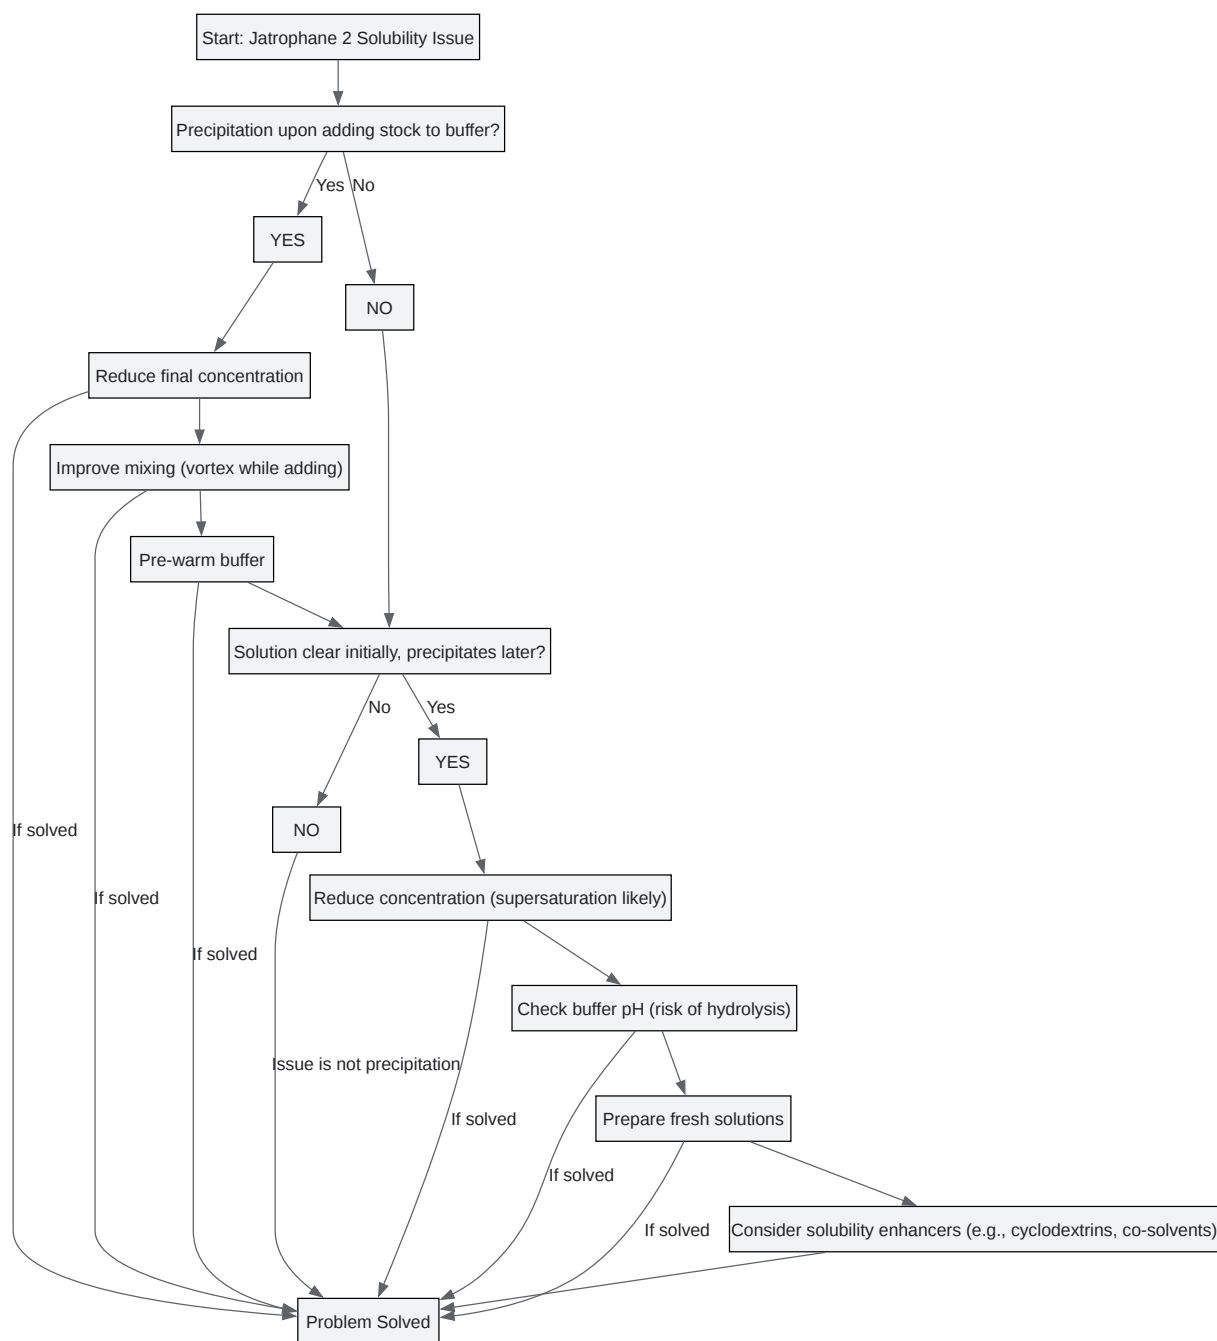 Start: Jatrophane 2 Solubility Issue
Precipitation upon adding stock to buffer?
Yes
No
YES
NO
Reduce final concentration
Improve mixing (vortex while adding)
Pre-warm buffer
Solution clear initially, precipitates later?
No
Yes
YES
NO
If solved
Reduce concentration (supersaturation likely)
If solved
If solved
Check buffer pH (risk of hydrolysis)
Issue is not precipitation
If solved
Prepare fresh solutions
If solved
If solved
Consider solubility enhancers (e.g., cyclodextrins, co-solvents)
Problem Solved